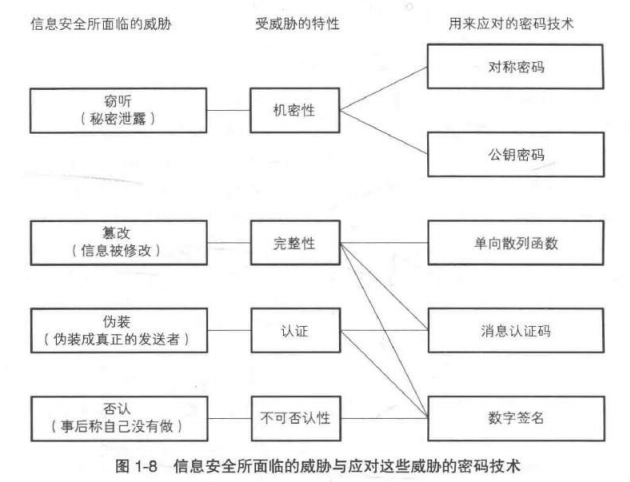 信息安全所面临的威胁
受威胁的特性
用来应对的密码技术
窃听
（秘密泄露）
机密性
对称密码
公钥密码
篡改
（信息被修改）
完整性
单向散列函数
伪装
（伪装成真正的发送者）
认证
消息认证码
否认
（事后称自己没有做）
不可否认性
数字签名
图 1-8 信息安全所面临的威胁与应对这些威胁的密码技术